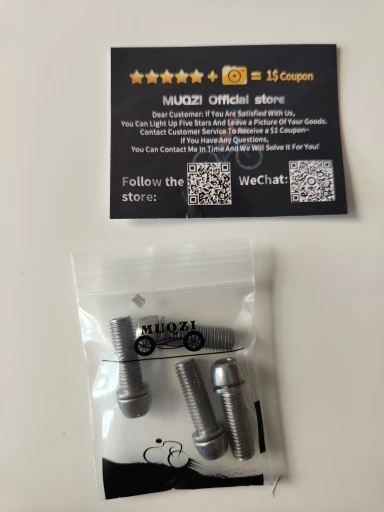 + = 1$ Coupon
MUQZI Official store
Dear Customer: If You Are Satisfied With Us,
You Can Light Up Five Stars And Leave a Picture Of Your Goods.
Contact Customer Service To Receive a $1 Coupon~
If You Have Any Questions,
You Can Contact Me In Time And We Will Solve It For You!
Follow the store:
WeChat:
MUQZI